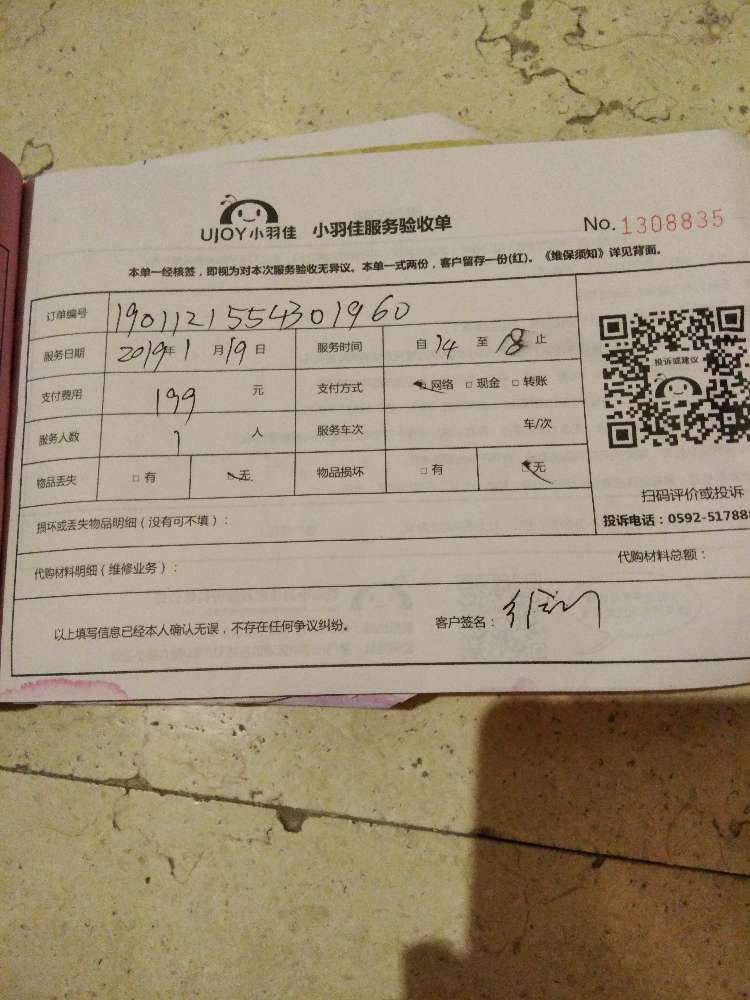 UJOY小羽佳 小羽佳服务验收单 No. 1308835
本单一经核签，即视为对本次服务验收无异议。本单一式两份，客户留存一份(红)。《维保须知》详见背面。
订单编号 1901121554301960
服务日期 2019年1月19日 服务时间 自14至18止
支付费用 199元 支付方式 网络 □现金 □转账
服务人数 1人 服务车次 车/次
投诉或建议
物品丢失 □有 □无 物品损坏 □有 □无
扫码评价或投诉
投诉电话：0592-51788
损坏或丢失物品明细（没有可不填）：
代购材料明细（维修业务）： 代购材料总额：
以上填写信息已经本人确认无误，不存在任何争议纠纷。 客户签名：